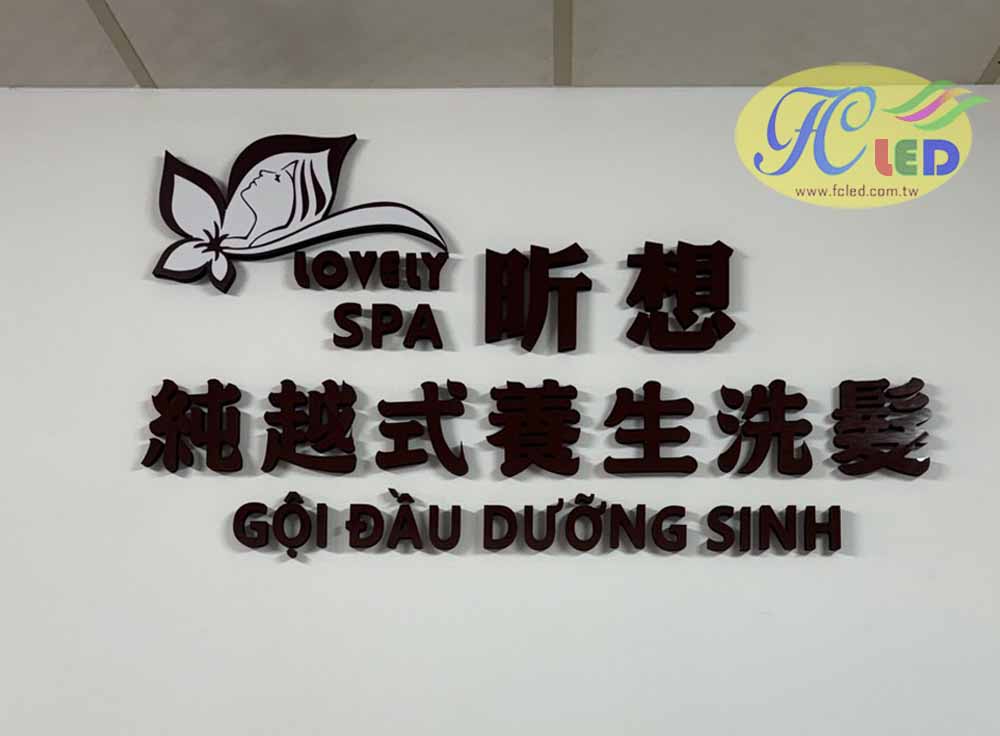 FC LED
www.fcled.com.tw
LOVELY
SPA
昕想
純越式養生洗髮
GỘI ĐẦU DƯỠNG SINH